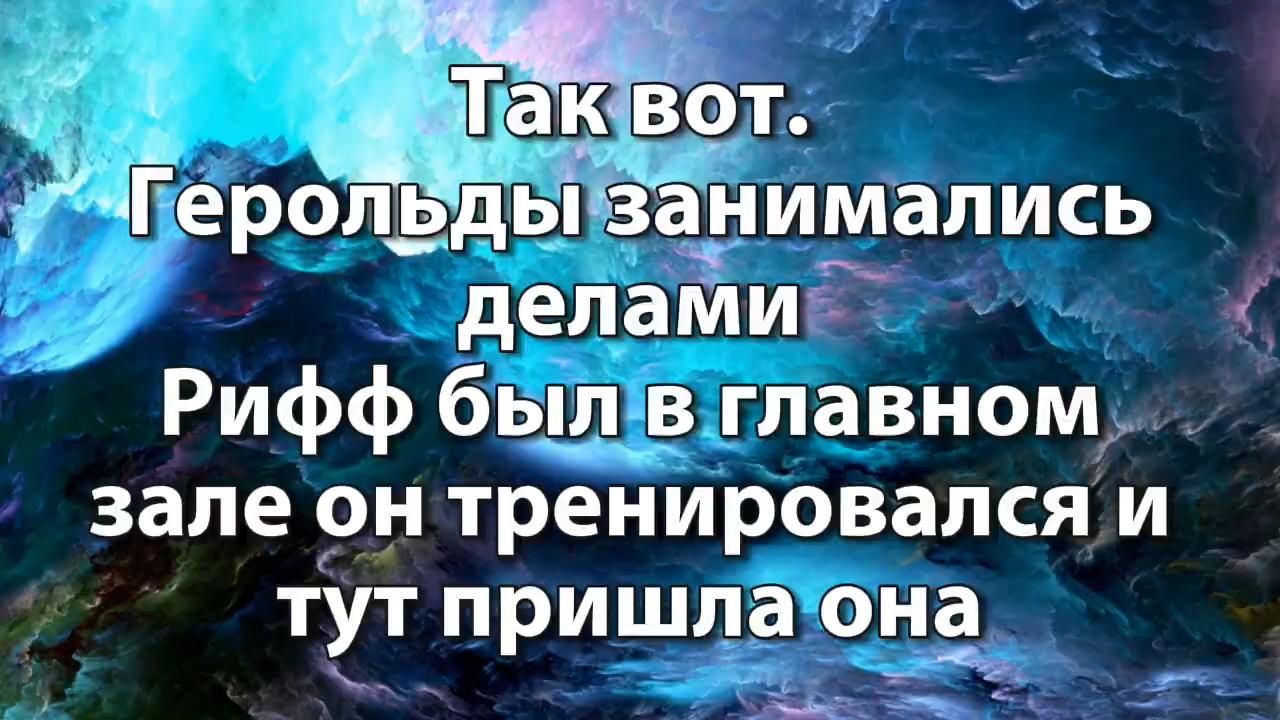 Так вот.
Герольды занимались
делами
Рифф был в главном
зале он тренировался и
тут пришла она